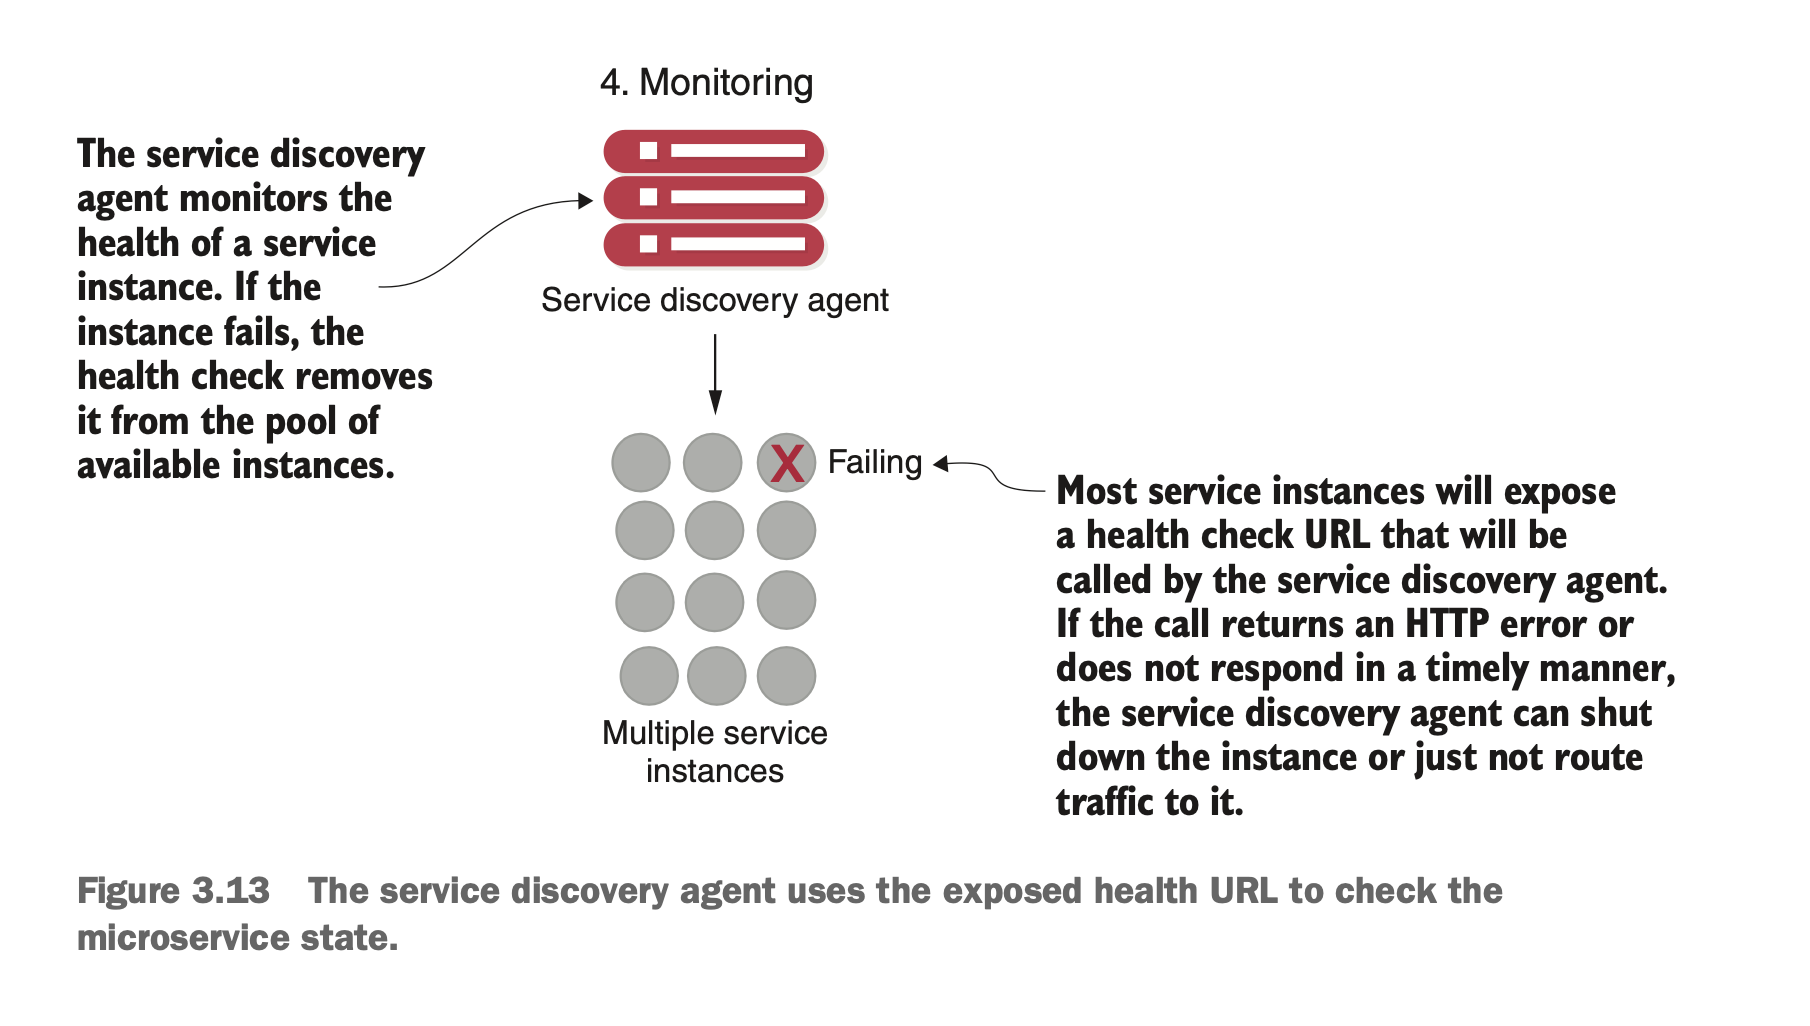 4. Monitoring
The service discovery
agent monitors the
health of a service
instance. If the
instance fails, the
health check removes
it from the pool of
available instances.
Service discovery agent
X
Failing
Most service instances will expose
a health check URL that will be
called by the service discovery agent.
If the call returns an HTTP error or
does not respond in a timely manner,
the service discovery agent can shut
down the instance or just not route
traffic to it.
Multiple service
instances
Figure 3.13 The service discovery agent uses the exposed health URL to check the
microservice state.